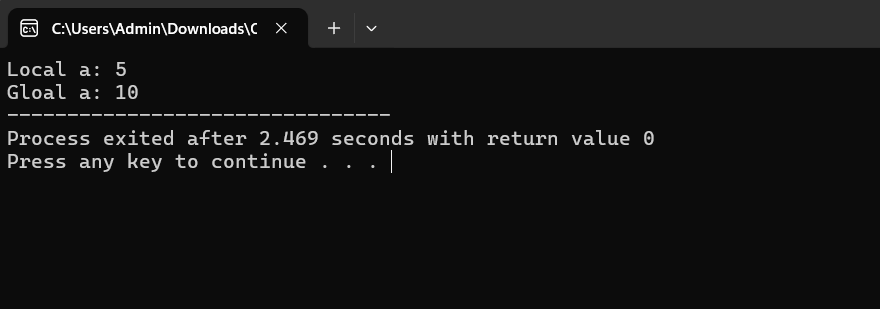 C:\Users\Admin\Downloads\C
Local a: 5
Gloal a: 10
--------------------------------
Process exited after 2.469 seconds with return value 0
Press any key to continue . . .